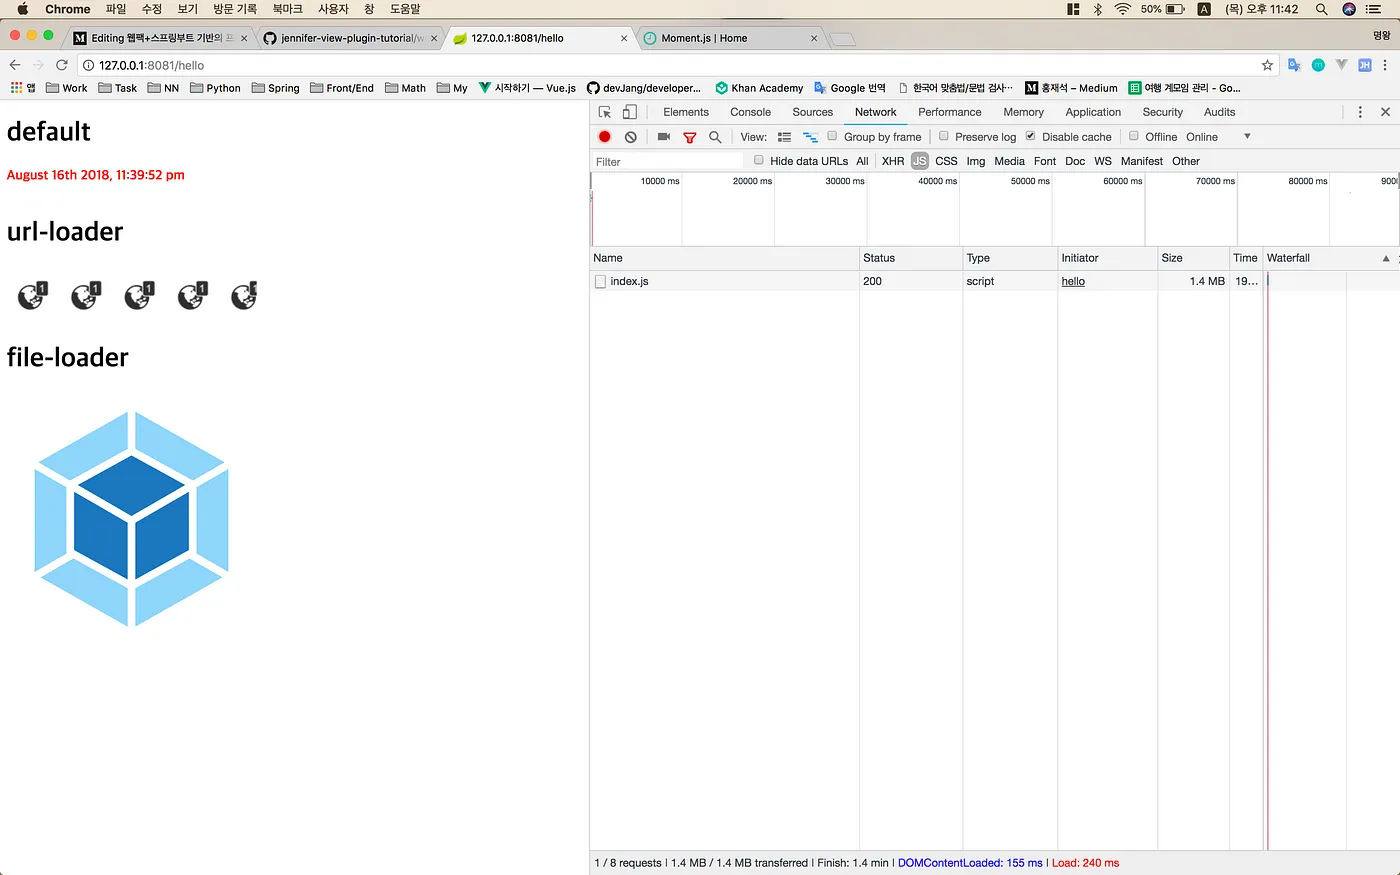 Chrome 파일 수정 보기 방문 기록 북마크 사용자 창 도움말 50% A (목) 오후 11:42
Editing 웹팩+스프링부트 기반의 프 jennifer-view-plugin-tutorial/w 127.0.0.1:8081/hello Moment.js | Home 명왕
127.0.0.1:8081/hello
앱 Work Task NN Python Spring Front/End Math My 시작하기 — Vue.js devJang/developer... Khan Academy Google 번역 한국어 맞춤법/문법 검사... 홍재석 – Medium 여행 계모임 관리 - Go...
default
August 16th 2018, 11:39:52 pm
url-loader
1 1 1 1
file-loader
Elements Console Sources Network Performance Memory Application Security Audits
View: Group by frame Preserve log Disable cache Offline Online
Filter Hide data URLs All XHR JS CSS Img Media Font Doc WS Manifest Other
10000 ms 20000 ms 30000 ms 40000 ms 50000 ms 60000 ms 70000 ms 80000 ms 9000
Name Status Type Initiator Size Time Waterfall
index.js 200 script hello 1.4 MB 19...
1 / 8 requests | 1.4 MB / 1.4 MB transferred | Finish: 1.4 min | DOMContentLoaded: 155 ms | Load: 240 ms